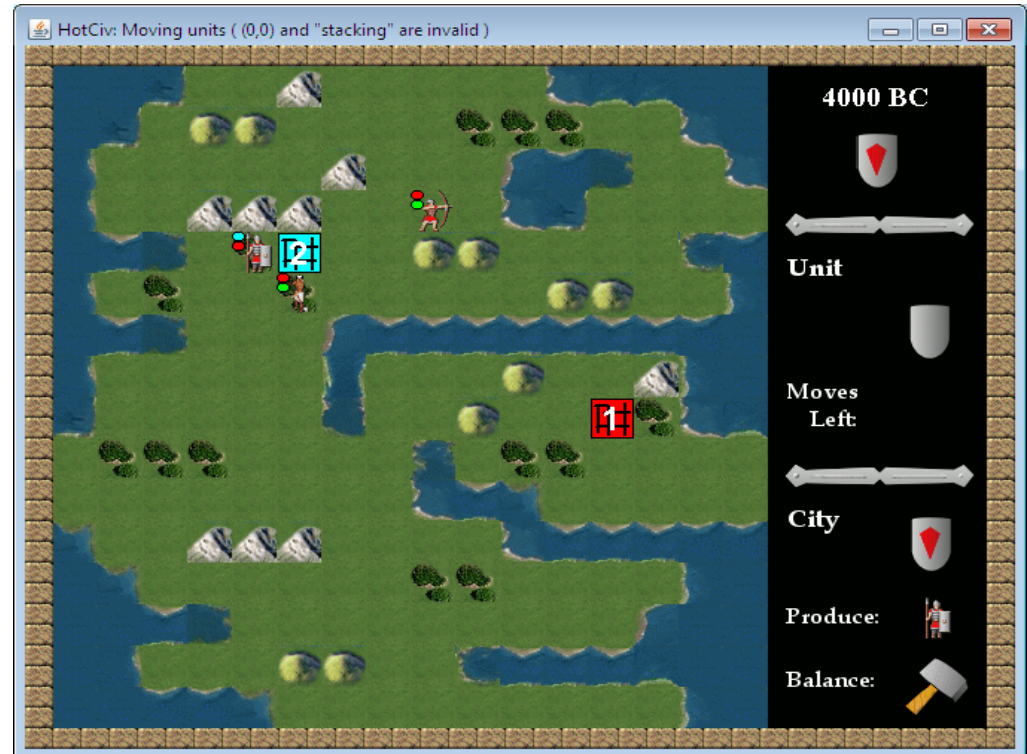 HotCiv: Moving units ( (0,0) and "stacking" are invalid )
4000 BC
Unit
2
Moves
Left:
1
City
Produce:
Balance: